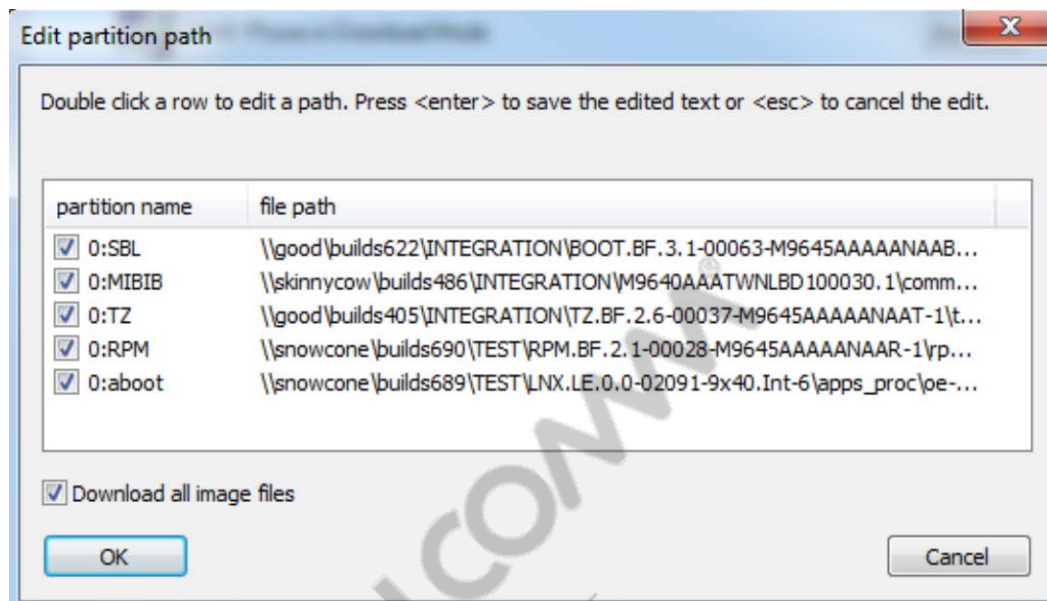 Edit partition path
Double click a row to edit a path. Press <enter> to save the edited text or <esc> to cancel the edit.
partition name file path
0:SBL \\good\builds622\INTEGRATION\BOOT.BF.3.1-00063-M9645AAAAANAAB...
0:MIBIB \\skinnycow\builds486\INTEGRATION\M9640AAATWNLBD100030.1\comm...
0:TZ \\good\builds405\INTEGRATION\TZ.BF.2.6-00037-M9645AAAAANAAT-1\t...
0:RPM \\snowcone\builds690\TEST\RPM.BF.2.1-00028-M9645AAAAANAAR-1\rp...
0:aboot \\snowcone\builds689\TEST\LNX.LE.0.0-02091-9x40.Int-6\apps_proc\oe-...
Download all image files
OK Cancel